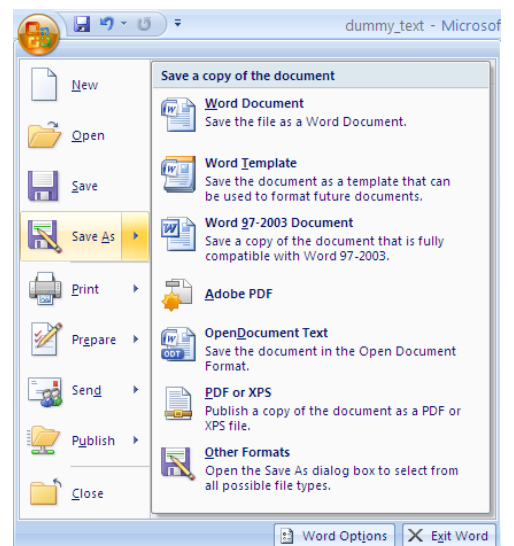 dummy_text - Microsof
New
Open
Save
Save As
Print
Prepare
Send
Publish
Close
Save a copy of the document
Word Document
Save the file as a Word Document.
Word Template
Save the document as a template that can
be used to format future documents.
Word 97-2003 Document
Save a copy of the document that is fully
compatible with Word 97-2003.
Adobe PDF
OpenDocument Text
Save the document in the Open Document
Format.
PDF or XPS
Publish a copy of the document as a PDF or
XPS file.
Other Formats
Open the Save As dialog box to select from
all possible file types.
Word Options
Exit Word